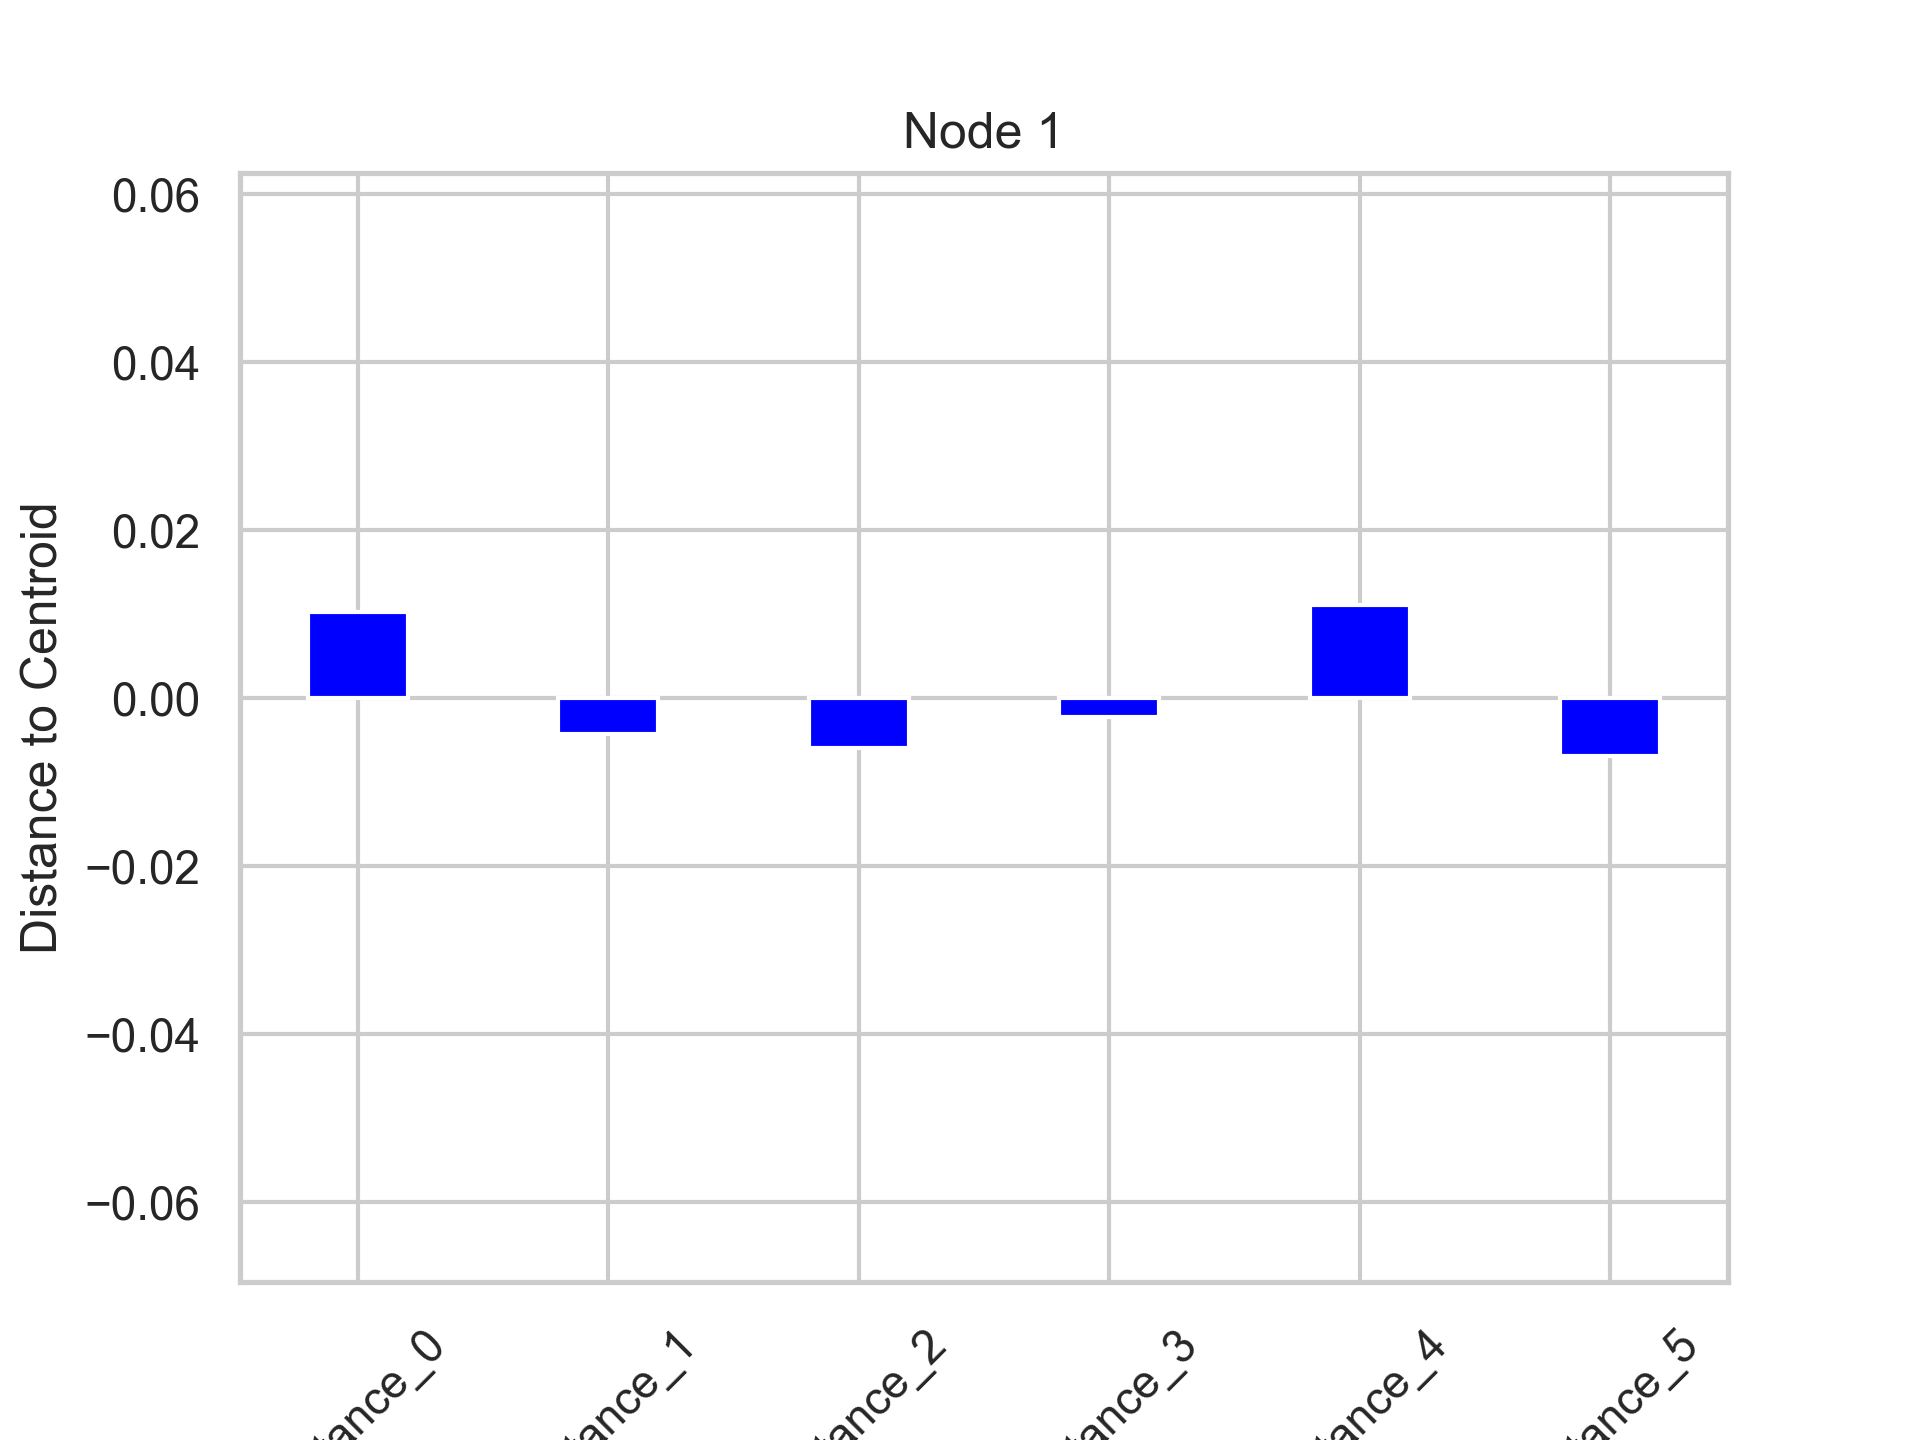 Node 1
0.06
0.04
0.02
0.00
−0.02
−0.04
−0.06
Distance to Centroid
tance_0
tance_1
tance_2
tance_3
tance_4
tance_5